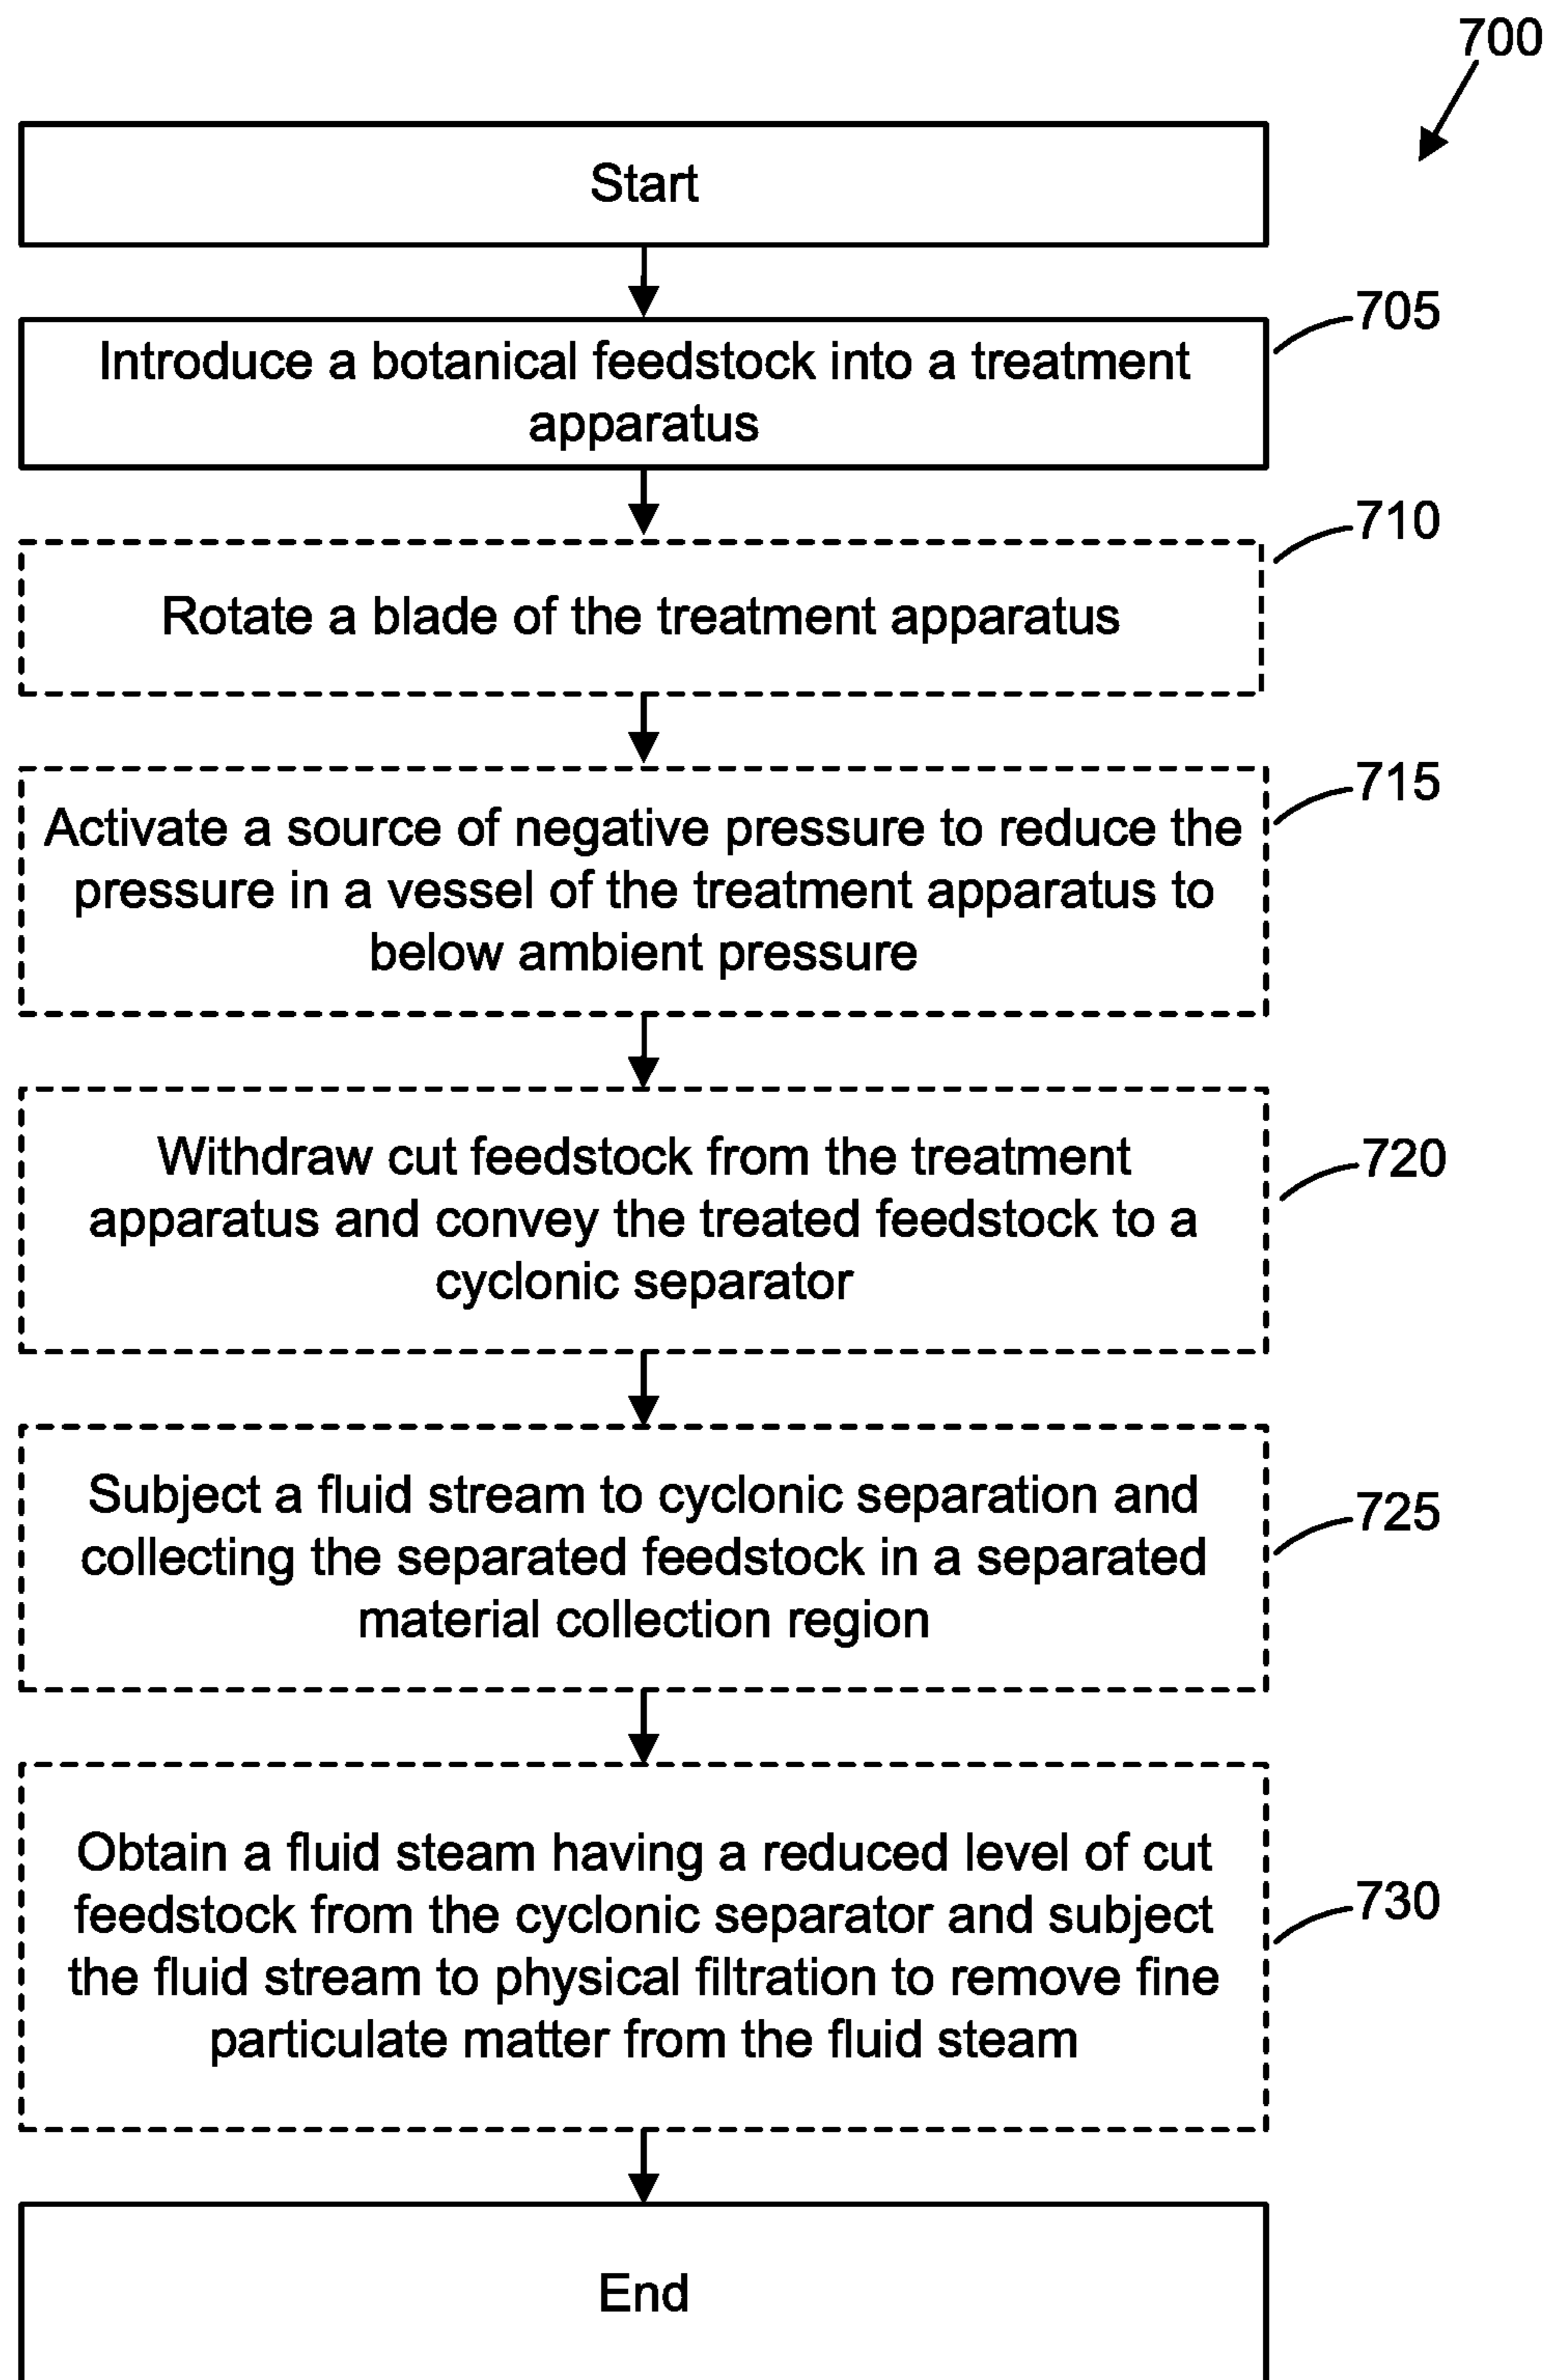 700
Start
705
Introduce a botanical feedstock into a treatment
apparatus
710
Rotate a blade of the treatment apparatus
715
Activate a source of negative pressure to reduce the
pressure in a vessel of the treatment apparatus to
below ambient pressure
720
Withdraw cut feedstock from the treatment
apparatus and convey the treated feedstock to a
cyclonic separator
725
Subject a fluid stream to cyclonic separation and
collecting the separated feedstock in a separated
material collection region
730
Obtain a fluid steam having a reduced level of cut
feedstock from the cyclonic separator and subject
the fluid stream to physical filtration to remove fine
particulate matter from the fluid steam
End